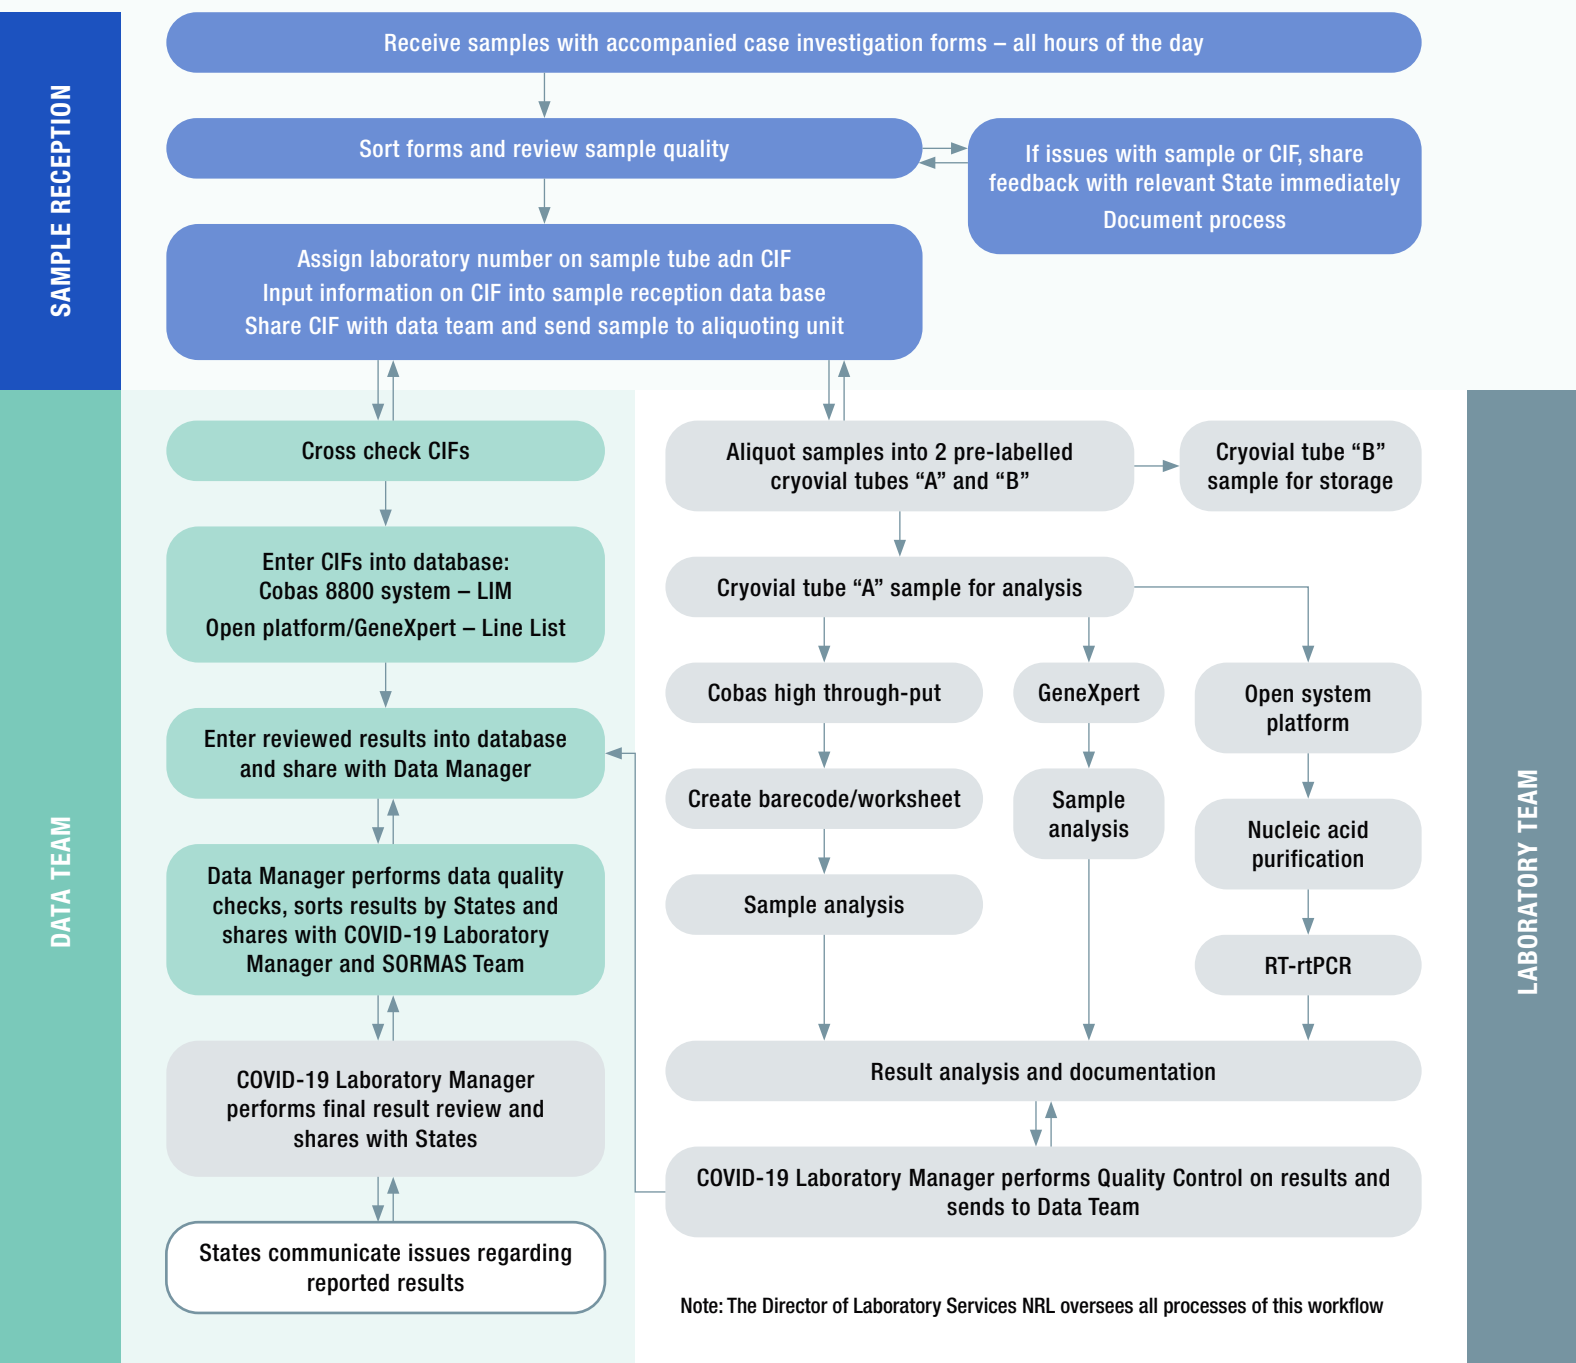 SAMPLE RECEPTION
Receive samples with accompanied case investigation forms – all hours of the day
Sort forms and review sample quality
If issues with sample or CIF, share
feedback with relevant State immediately
Document process
Assign laboratory number on sample tube adn CIF
Input information on CIF into sample reception data base
Share CIF with data team and send sample to aliquoting unit
DATA TEAM
Cross check CIFs
Enter CIFs into database:
Cobas 8800 system – LIM
Open platform/GeneXpert – Line List
Enter reviewed results into database
and share with Data Manager
Data Manager performs data quality
checks, sorts results by States and
shares with COVID-19 Laboratory
Manager and SORMAS Team
COVID-19 Laboratory Manager
performs final result review and
shares with States
States communicate issues regarding
reported results
LABORATORY TEAM
Aliquot samples into 2 pre-labelled
cryovial tubes “A” and “B”
Cryovial tube “B”
sample for storage
Cryovial tube “A” sample for analysis
Cobas high through-put
Create barecode/worksheet
Sample analysis
GeneXpert
Sample
analysis
Open system
platform
Nucleic acid
purification
RT-rtPCR
Result analysis and documentation
COVID-19 Laboratory Manager performs Quality Control on results and
sends to Data Team
Note: The Director of Laboratory Services NRL oversees all processes of this workflow